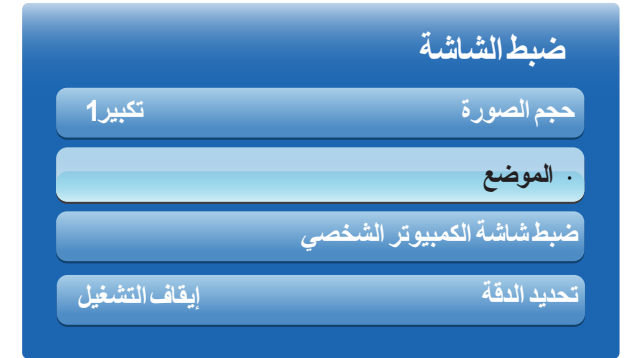 ضبط الشاشة
حجم الصورة تكبير1
· الموضع
ضبط شاشة الكمبيوتر الشخصي
تحديد الدقة إيقاف التشغيل